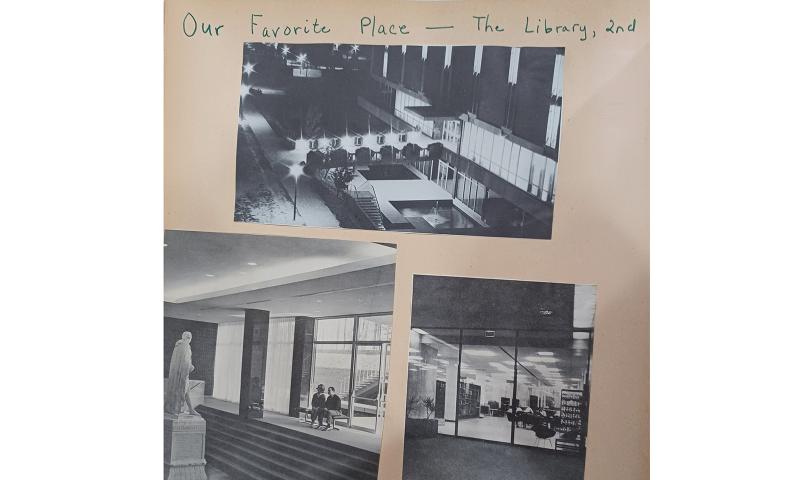 Our Favorite Place — The Library, 2nd